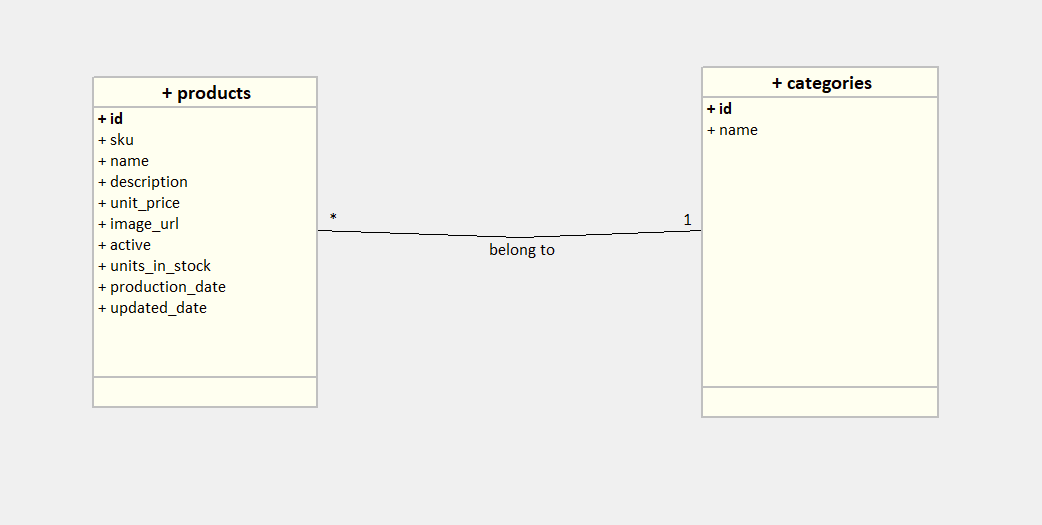 + products
+ id
+ sku
+ name
+ description
+ unit_price
+ image_url
+ active
+ units_in_stock
+ production_date
+ updated_date
*
1
belong to
+ categories
+ id
+ name